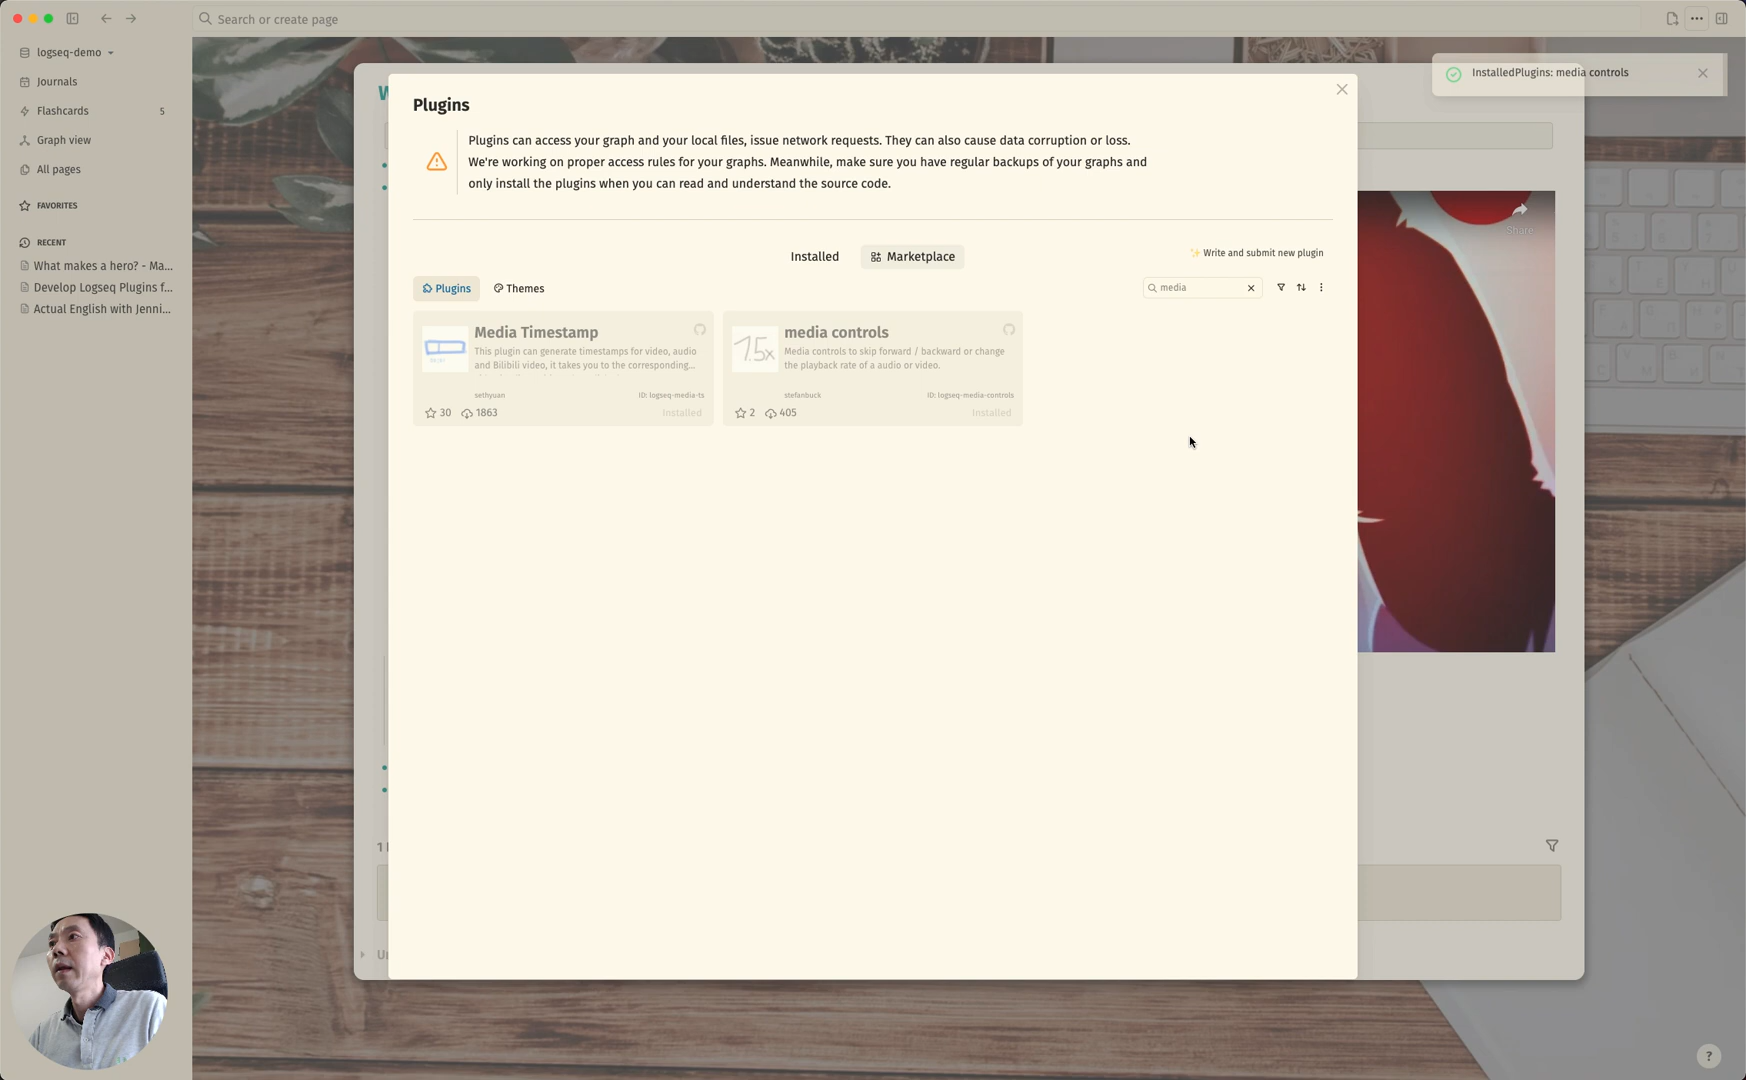 Search or create page
logseq-demo
Journals
Flashcards 5
Graph view
All pages
FAVORITES
RECENT
What makes a hero? - Ma...
Develop Logseq Plugins f...
Actual English with Jenni...
InstalledPlugins: media controls
Share
Plugins
Plugins can access your graph and your local files, issue network requests. They can also cause data corruption or loss.
We're working on proper access rules for your graphs. Meanwhile, make sure you have regular backups of your graphs and
only install the plugins when you can read and understand the source code.
Installed Marketplace
✨ Write and submit new plugin
Plugins Themes
media
Media Timestamp
This plugin can generate timestamps for video, audio
and Bilibili video, it takes you to the corresponding...
sethyuan ID: logseq-media-ts
30 1863 Installed
7.5x
media controls
Media controls to skip forward / backward or change
the playback rate of a audio or video.
stefanbuck ID: logseq-media-controls
2 405 Installed
?